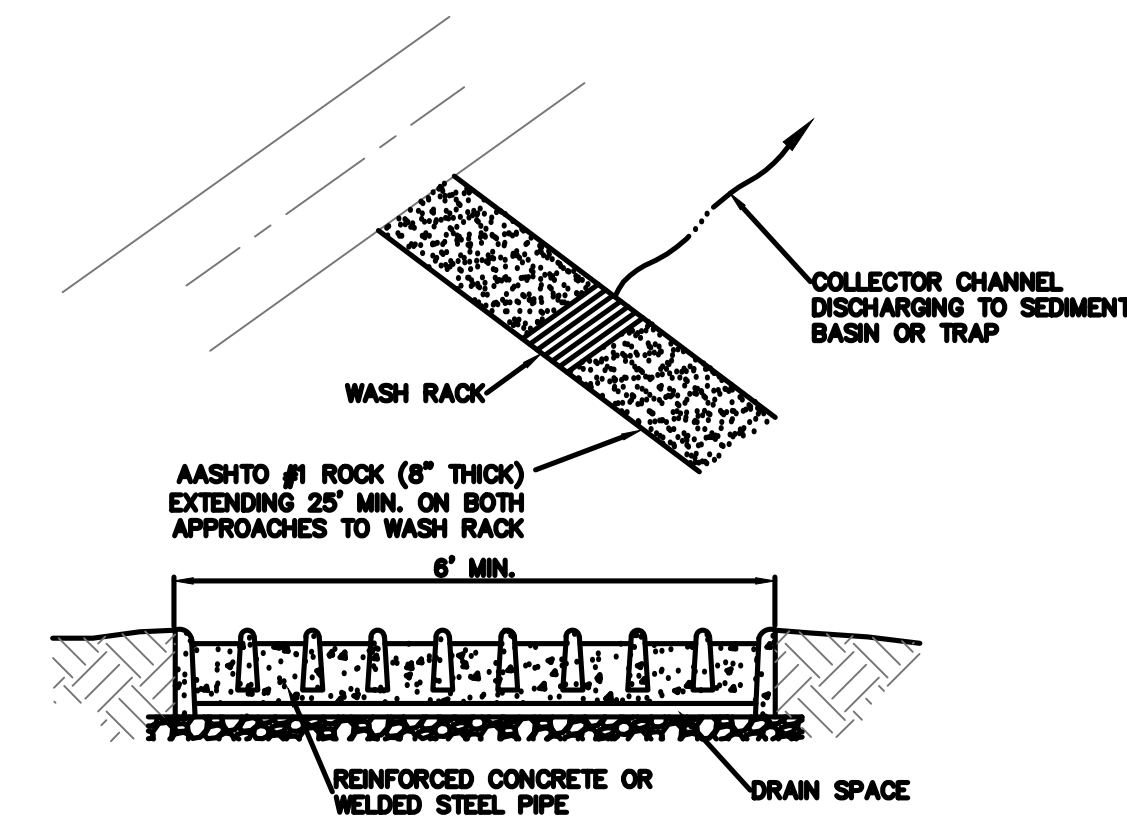 COLLECTOR CHANNEL
DISCHARGING TO SEDIMENT
BASIN OR TRAP
WASH RACK
AASHTO #1 ROCK (8" THICK)
EXTENDING 25' MIN. ON BOTH
APPROACHES TO WASH RACK
6' MIN.
REINFORCED CONCRETE OR
WELDED STEEL PIPE
DRAIN SPACE